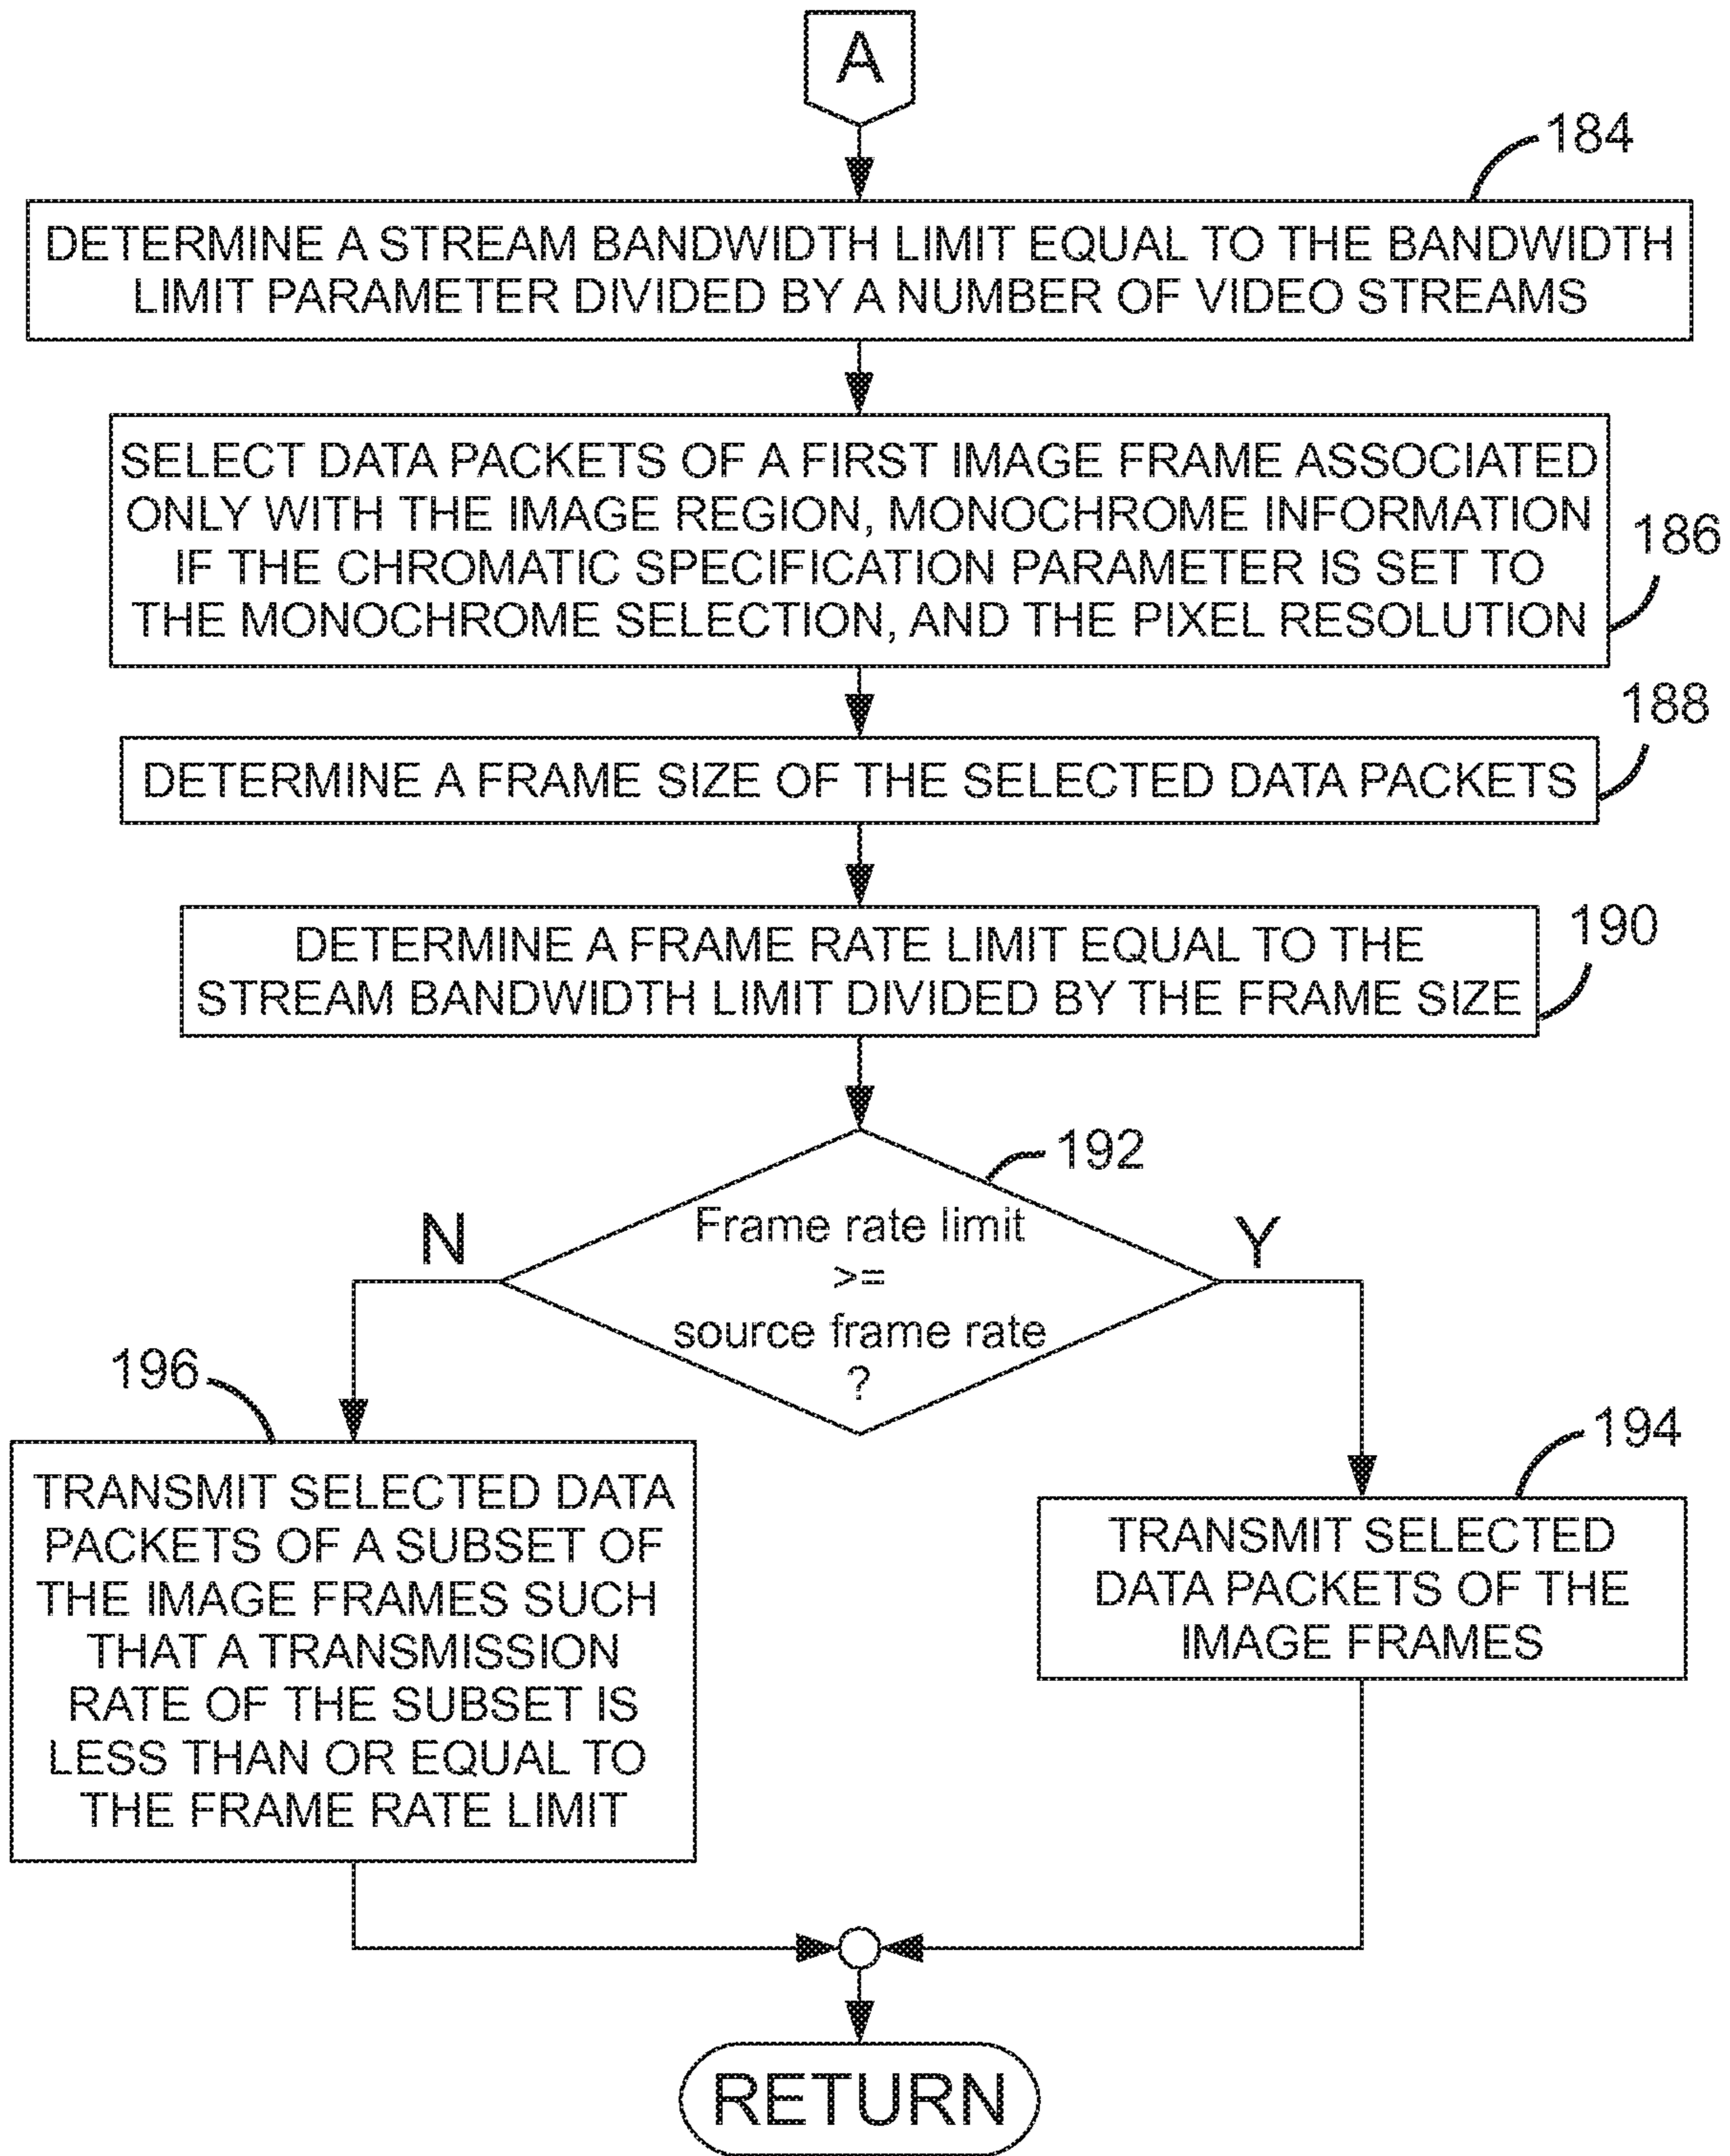 A
184
DETERMINE A STREAM BANDWIDTH LIMIT EQUAL TO THE BANDWIDTH
LIMIT PARAMETER DIVIDED BY A NUMBER OF VIDEO STREAMS
SELECT DATA PACKETS OF A FIRST IMAGE FRAME ASSOCIATED
ONLY WITH THE IMAGE REGION, MONOCHROME INFORMATION
IF THE CHROMATIC SPECIFICATION PARAMETER IS SET TO
THE MONOCHROME SELECTION, AND THE PIXEL RESOLUTION
186
188
DETERMINE A FRAME SIZE OF THE SELECTED DATA PACKETS
190
DETERMINE A FRAME RATE LIMIT EQUAL TO THE
STREAM BANDWIDTH LIMIT DIVIDED BY THE FRAME SIZE
192
N
Y
Frame rate limit
>=
source frame rate
?
196
TRANSMIT SELECTED DATA
PACKETS OF A SUBSET OF
THE IMAGE FRAMES SUCH
THAT A TRANSMISSION
RATE OF THE SUBSET IS
LESS THAN OR EQUAL TO
THE FRAME RATE LIMIT
194
TRANSMIT SELECTED
DATA PACKETS OF THE
IMAGE FRAMES
RETURN